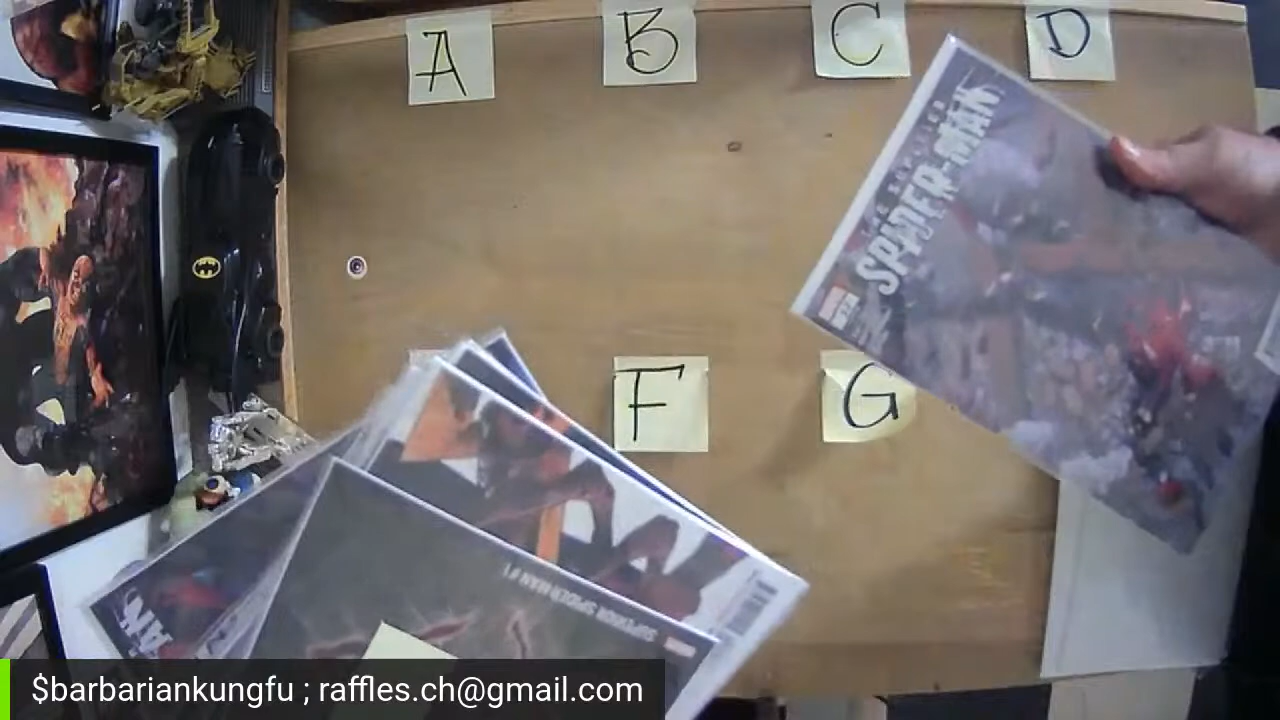 A
B
C
D
SPIDER-MAN
F
G
SUPERIOR SPIDER-MAN #1
$barbariankungfu ; raffles.ch@gmail.com